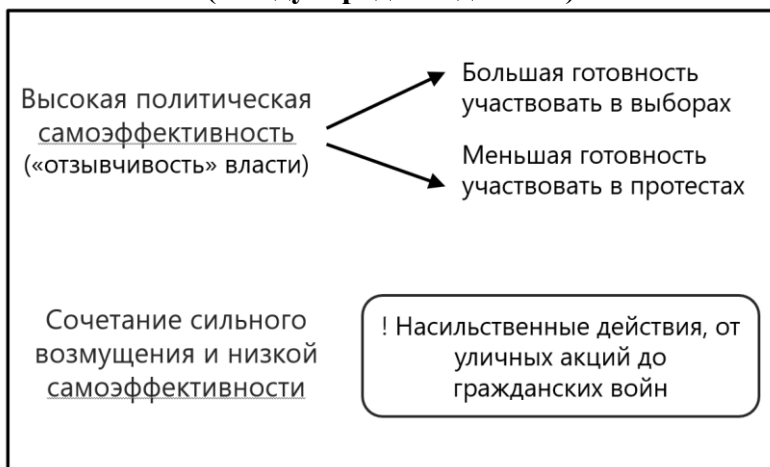 Высокая политическая
самоэффективность
(«отзывчивость» власти)
Большая готовность
участвовать в выборах
Меньшая готовность
участвовать в протестах
Сочетание сильного
возмущения и низкой
самоэффективности
! Насильственные действия, от
уличных акций до
гражданских войн